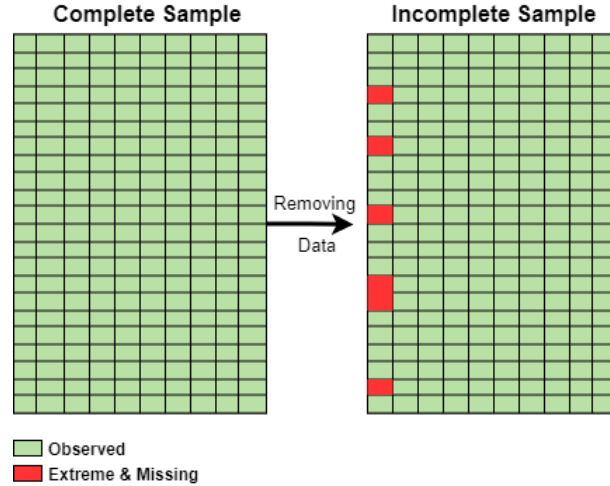 Complete Sample
Incomplete Sample
Removing
Data
Observed
Extreme & Missing